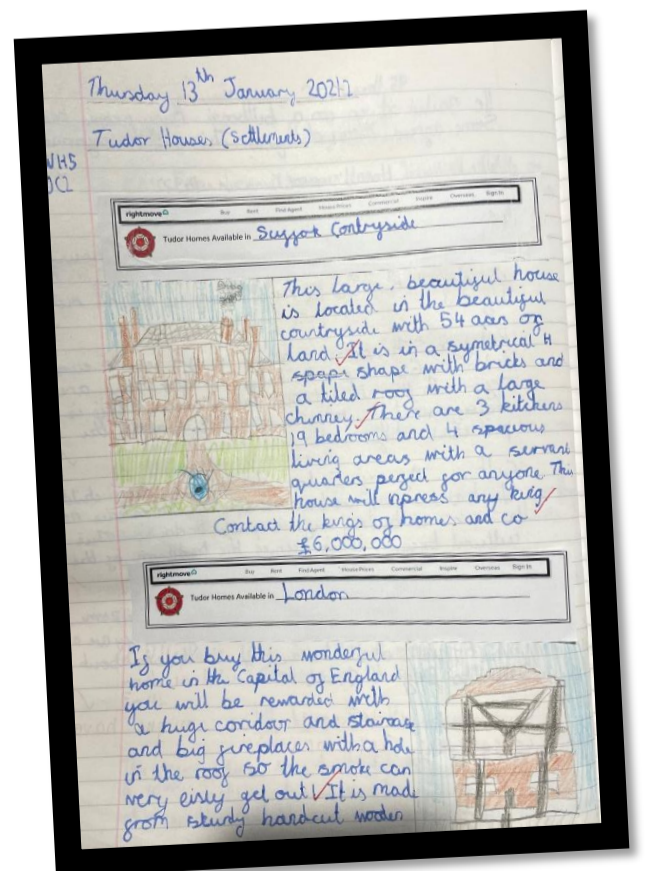 Thursday 13th January 2022
Tudor Houses (Settlements)
rightmove
Buy Rent Find Agent House Prices Commercial Inspire Overseas Sign In
Tudor Homes Available in Suffok Contryside
This large, beautiful house
is located in the beautiful
countryside with 54 acres of
land. It is in a symetrical H
spape shape with bricks and
a tiled roof with a large
chimney. There are 3 kitchens
19 bedrooms and 4 spacious
living areas with a servant
quarters perfect for anyone This
house will inpress any king
Contact the kings of homes and co
£6,000,000
rightmove
Buy Rent Find Agent House Prices Commercial Inspire Overseas Sign In
Tudor Homes Available in London
If you buy this wonderful
home in the Capital of England
you will be rewarded with
a huge coridour and staircase
and big fireplaces with a hole
in the roof so the smoke can
very eisly get out. It is made
from sturdy handcut wooden